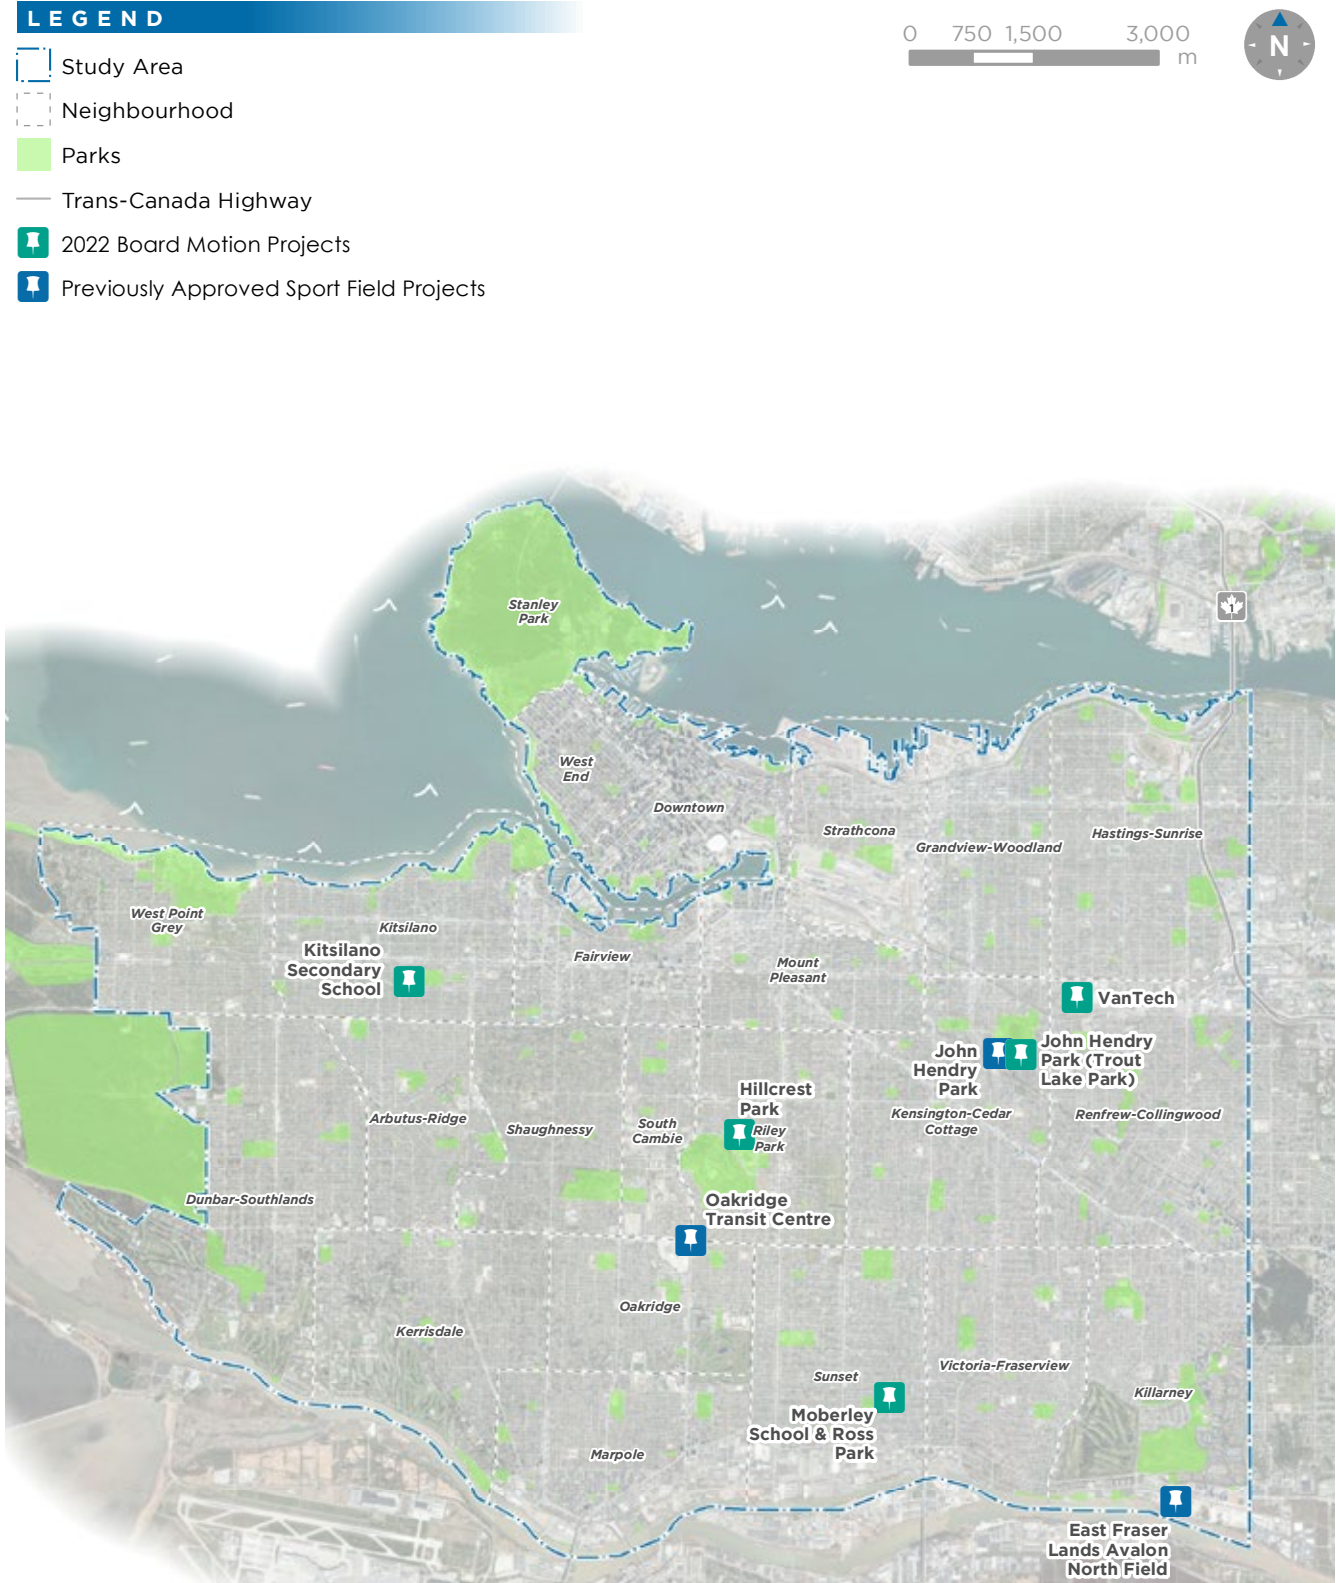 LEGEND
Study Area
Neighbourhood
Parks
Trans-Canada Highway
2022 Board Motion Projects
Previously Approved Sport Field Projects
0 750 1,500 3,000
m
N
1
Stanley
Park
West
End
Downtown
Strathcona
Grandview-Woodland
Hastings-Sunrise
West Point
Grey
Kitsilano
Kitsilano
Secondary
School
Fairview
Mount
Pleasant
VanTech
John
Hendry
Park
John Hendry
Park (Trout
Lake Park)
Hillcrest
Park
Riley
Park
Arbutus-Ridge
Shaughnessy
South
Cambie
Kensington-Cedar
Cottage
Renfrew-Collingwood
Dunbar-Southlands
Oakridge
Transit Centre
Oakridge
Kerrisdale
Sunset
Victoria-Fraserview
Killarney
Moberley
School & Ross
Park
Marpole
East Fraser
Lands Avalon
North Field